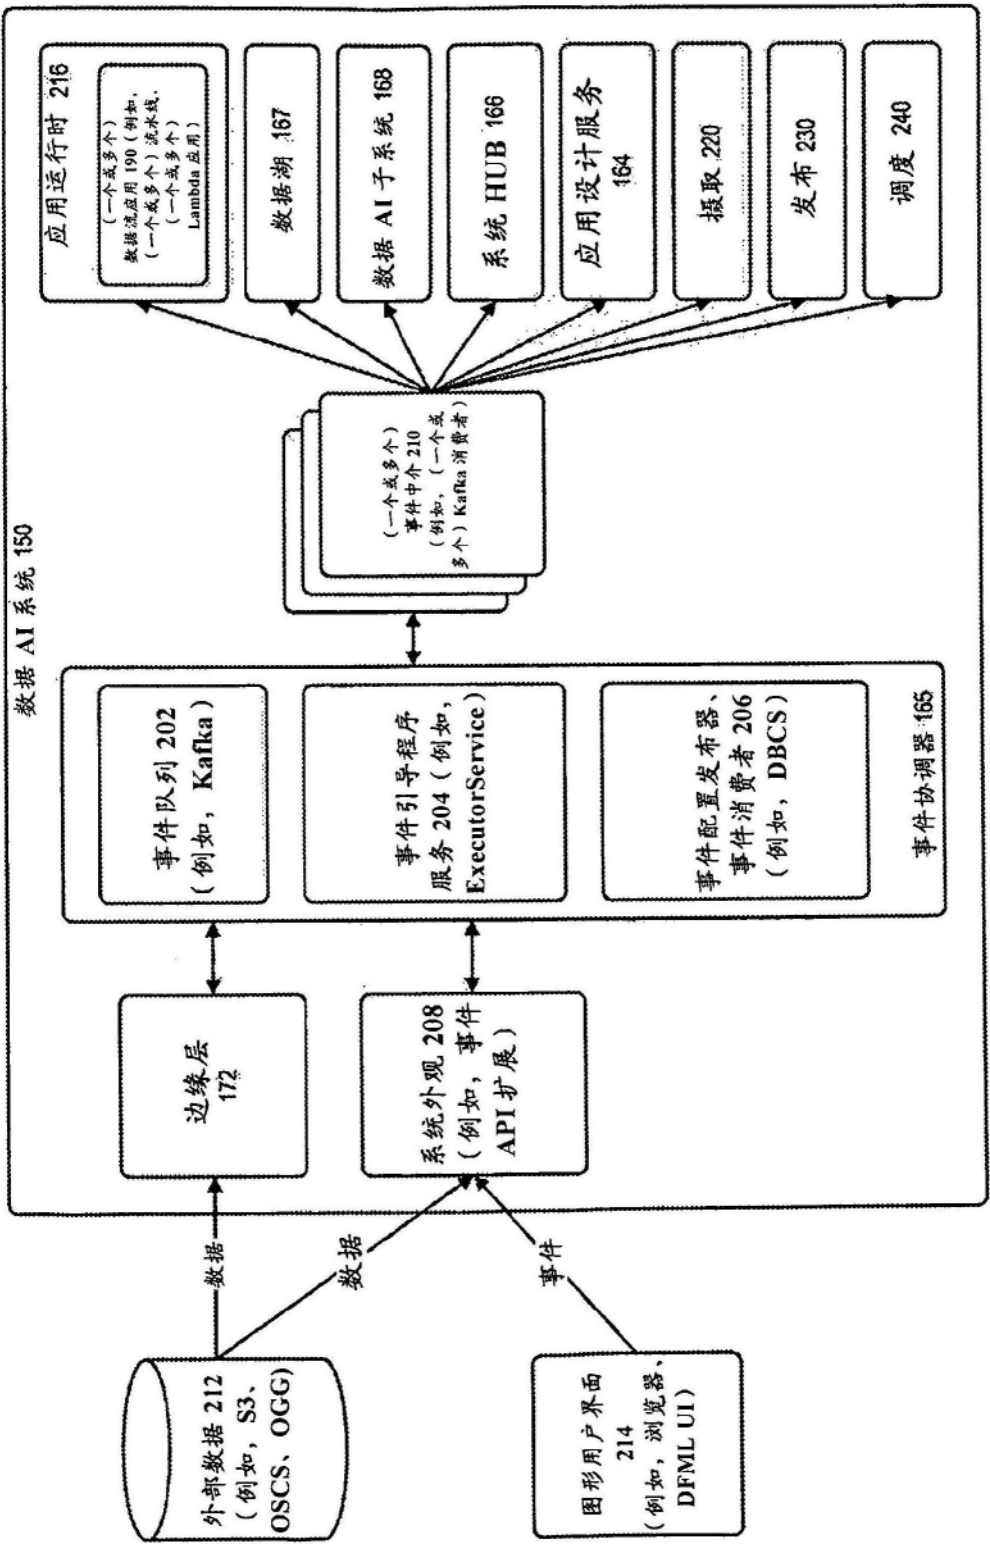 数据 AI 系统 150
外部数据 212
（例如，S3、
OSCS、OGG）
图形用户界面
214
（例如，浏览器、
DFML UI）
数据
数据
事件
边缘层
172
系统外观 208
（例如，事件
API 扩展）
事件队列 202
（例如，Kafka）
事件引导程序
服务 204（例如，
ExecutorService）
事件配置发布器、
事件消费者 206
（例如，DBCS）
事件协调器 165
（一个或多个）
事件中介 210
（例如，（一个或
多个）Kafka 消费者）
应用运行时 216
（一个或多个）
数据流应用 190（例如，
（一个或多个）流水线、
（一个或多个）
Lambda 应用）
数据湖 167
数据 AI 子系统 168
系统 HUB 166
应用设计服务
164
摄取 220
发布 230
调度 240